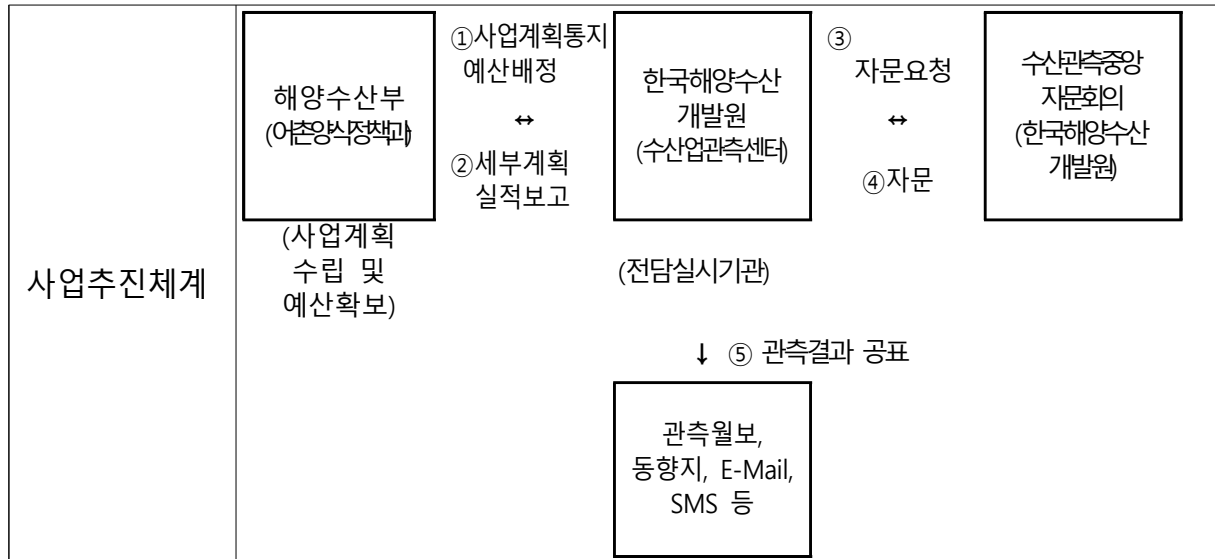 사업추진체계
해양수산부
(어촌양식정책과)
(사업계획
수립 및
예산확보)
①사업계획통지
예산배정
↔
②세부계획
실적보고
한국해양수산
개발원
(수산업관측센터)
(전담실시기관)
③
자문요청
↔
④자문
수산관측중앙
자문회의
(한국해양수산
개발원)
↓ ⑤ 관측결과 공표
관측월보,
동향지, E-Mail,
SMS 등